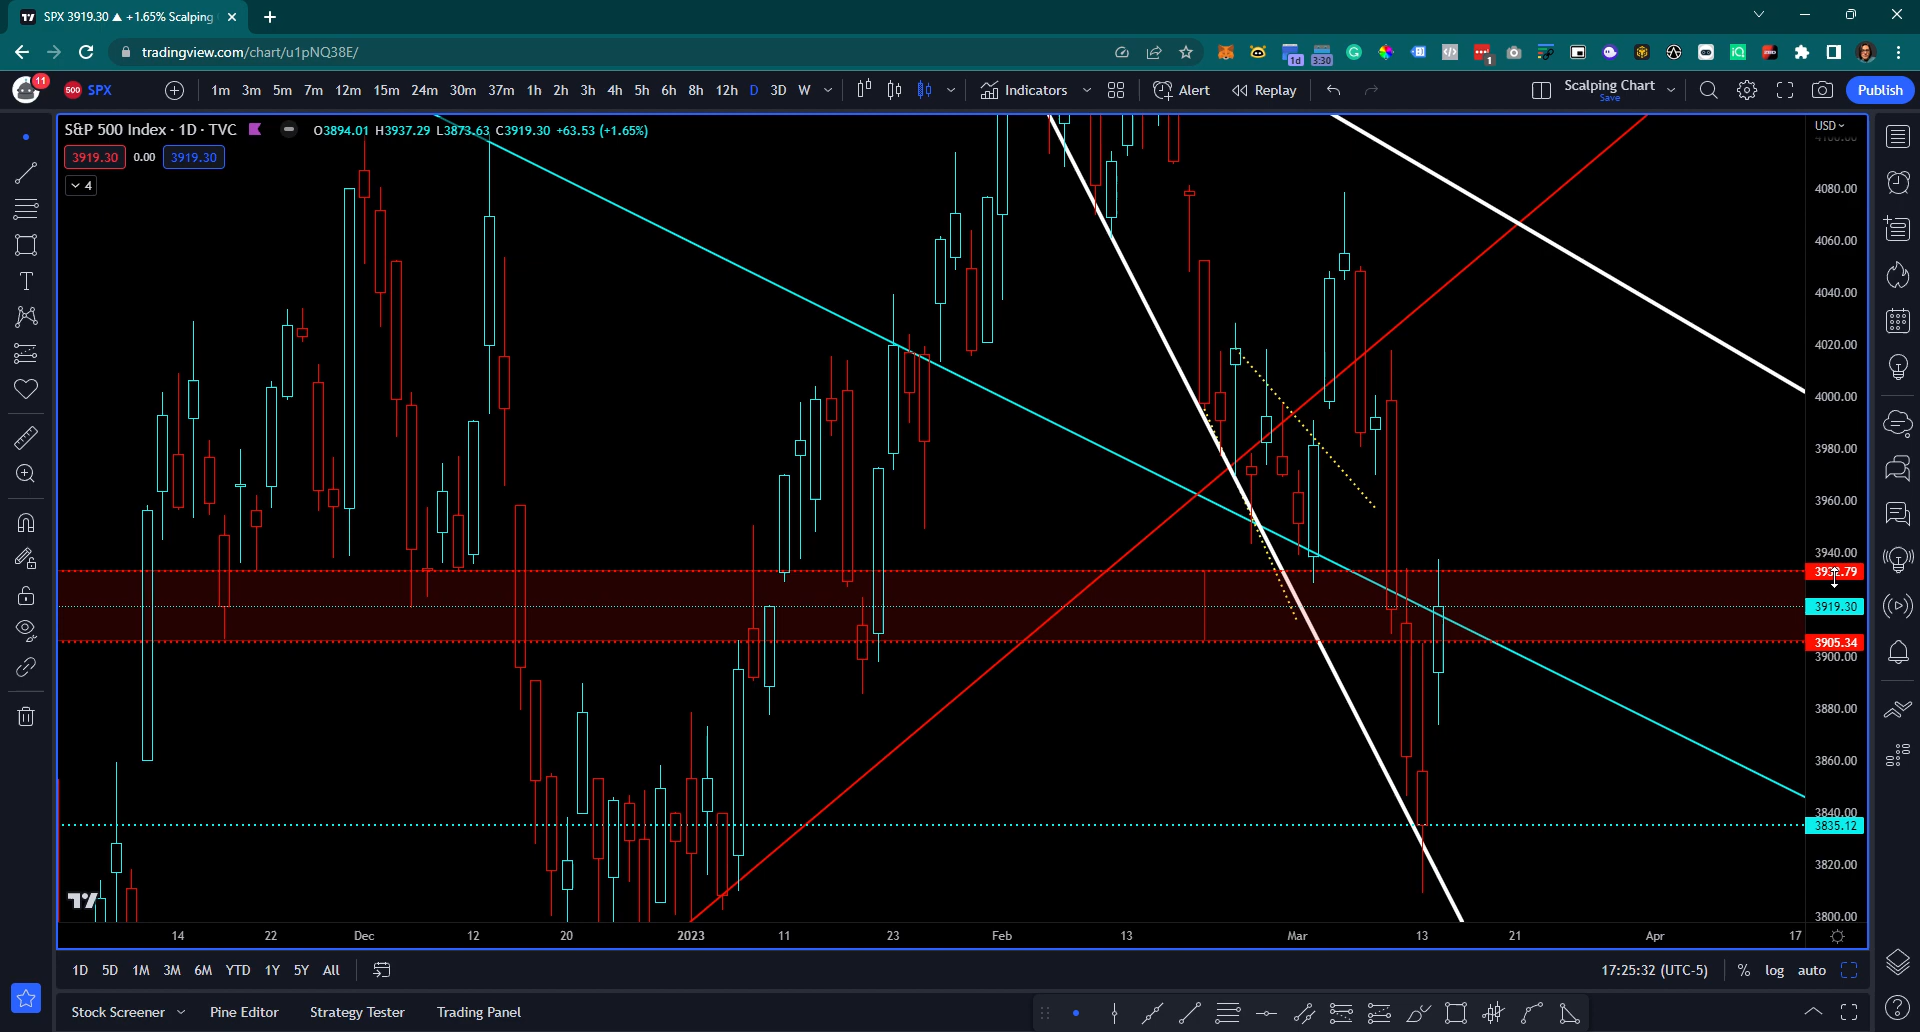 SPX 3919.30 ▲ +1.65% Scalping
tradingview.com/chart/u1pNQ38E/
1d
3:30
1
11
500 SPX
1m 3m 5m 7m 12m 15m 24m 30m 37m 1h 2h 3h 4h 5h 6h 8h 12h D 3D W
Indicators
Alert
Replay
Scalping Chart
Save
Publish
S&P 500 Index · 1D · TVC
O3894.01 H3937.29 L3873.63 C3919.30 +63.53 (+1.65%)
USD
3919.30 0.00 3919.30
4
4080.00
4060.00
4040.00
4020.00
4000.00
3980.00
3960.00
3940.00
3919.30
3905.34
3900.00
3880.00
3860.00
3840.00
3835.12
3820.00
3800.00
14 22 Dec 12 20 2023 11 23 Feb 13 Mar 13 21 Apr 17
1D 5D 1M 3M 6M YTD 1Y 5Y All
17:25:32 (UTC-5) % log auto
Stock Screener Pine Editor Strategy Tester Trading Panel